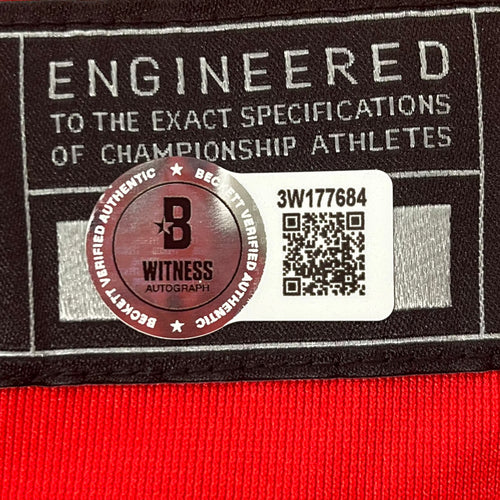 ENGINEERED
TO THE EXACT SPECIFICATIONS
OF CHAMPIONSHIP ATHLETES
BECKETT VERIFIED AUTHENTIC ★ BECKETT VERIFIED AUTHENTIC ★
B
WITNESS
AUTOGRAPH
3W177684